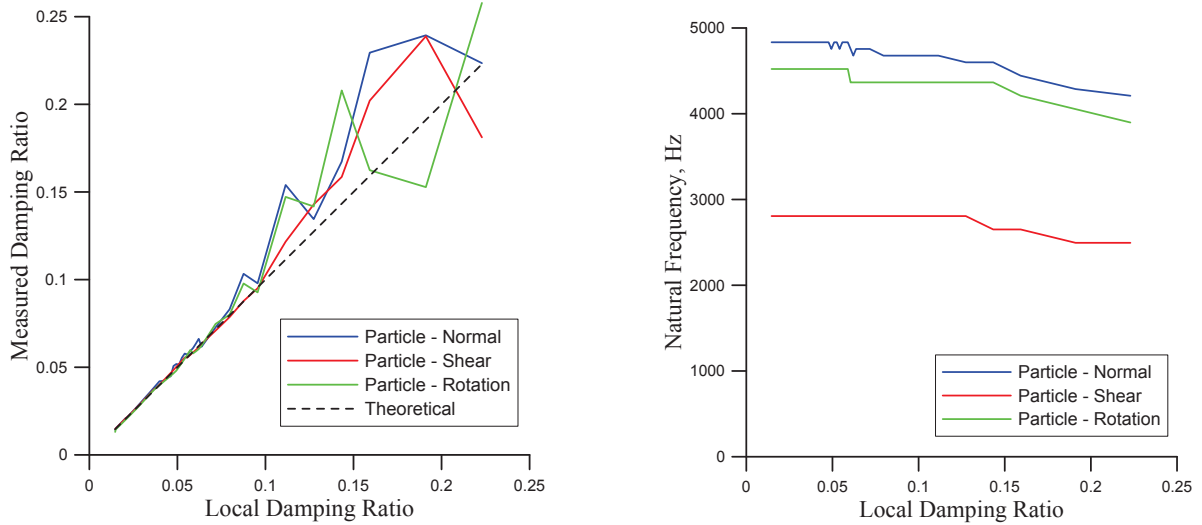 0.25
0.2
0.15
0.1
0.05
0
Measured Damping Ratio
0 0.05 0.1 0.15 0.2 0.25
Local Damping Ratio
Particle - Normal
Particle - Shear
Particle - Rotation
Theoretical
5000
4000
3000
2000
1000
0
Natural Frequency, Hz
0 0.05 0.1 0.15 0.2 0.25
Local Damping Ratio
Particle - Normal
Particle - Shear
Particle - Rotation